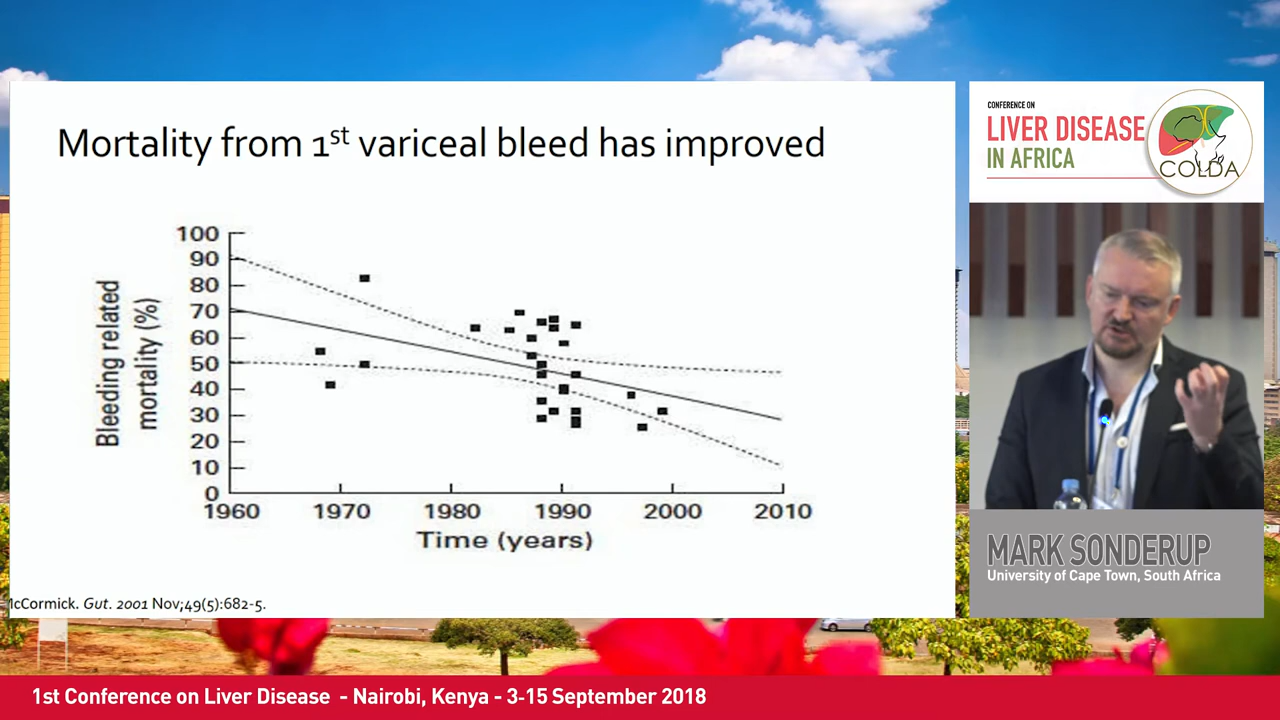 Mortality from 1st variceal bleed has improved
Bleeding related
mortality (%)
100
90
80
70
60
50
40
30
20
10
0
1960 1970 1980 1990 2000 2010
Time (years)
McCormick. Gut. 2001 Nov;49(5):682-5.
CONFERENCE ON
LIVER DISEASE
IN AFRICA
COLDA
MARK SONDERUP
University of Cape Town, South Africa
1st Conference on Liver Disease - Nairobi, Kenya - 3-15 September 2018